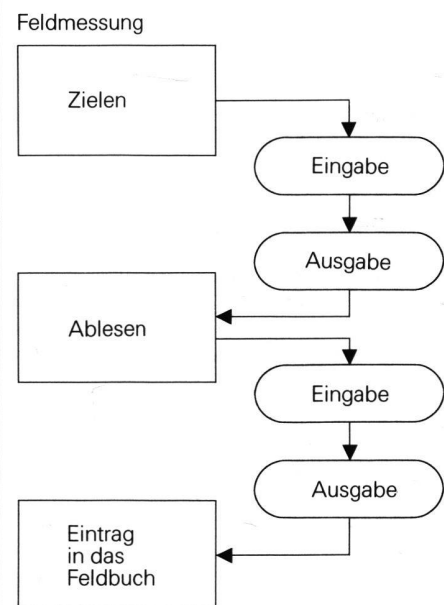 Feldmessung
Zielen
Eingabe
Ausgabe
Ablesen
Eingabe
Ausgabe
Eintrag
in das
Feldbuch